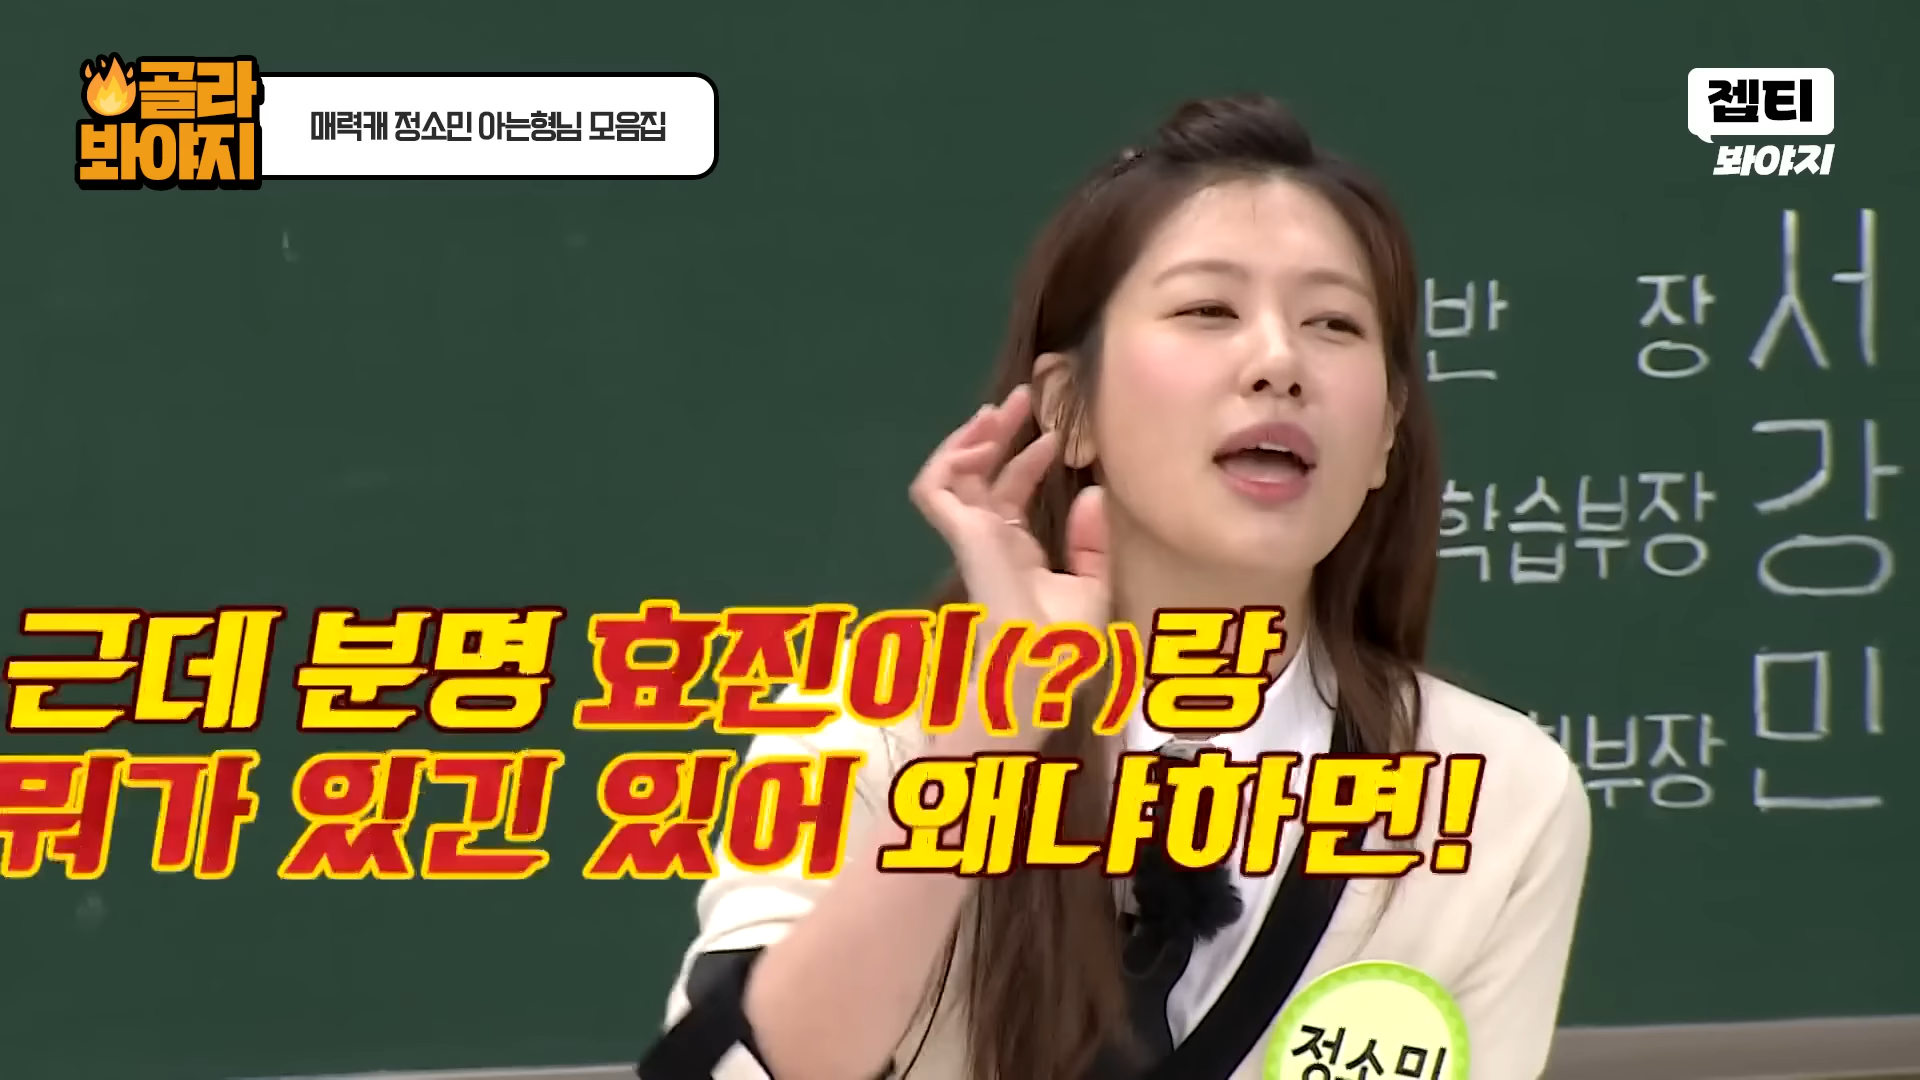 골라
봐야지
매력캐 정소민 아는형님 모음집
젭티
봐야지
반 장
학습부장
부장
서
강
민
근데 분명 효진이(?)랑
뭐가 있긴 있어 왜냐하면!
정소민